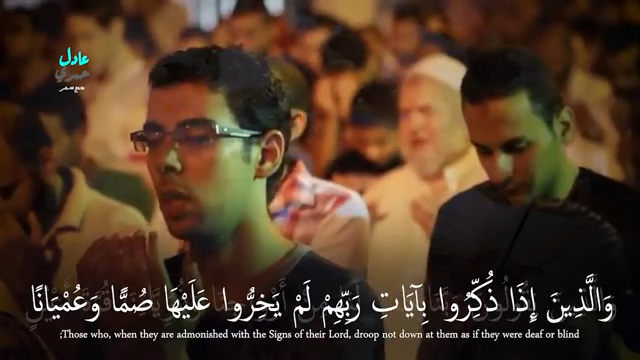 عادل
حمدي
وَالَّذِينَ إِذَا ذُكِّرُوا بِآيَاتِ رَبِّهِمْ لَمْ يَخِرُّوا عَلَيْهَا صُمًّا وَعُمْيَانًا
;Those who, when they are admonished with the Signs of their Lord, droop not down at them as if they were deaf or blind